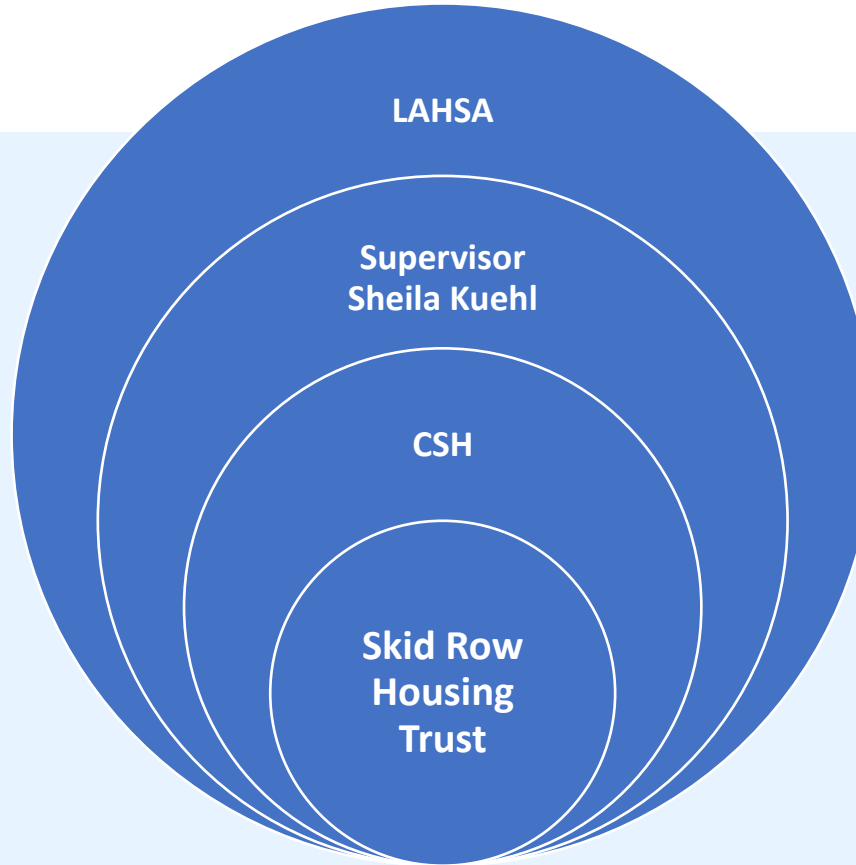 LAHSA
Supervisor
Sheila Kuehl
CSH
Skid Row
Housing
Trust